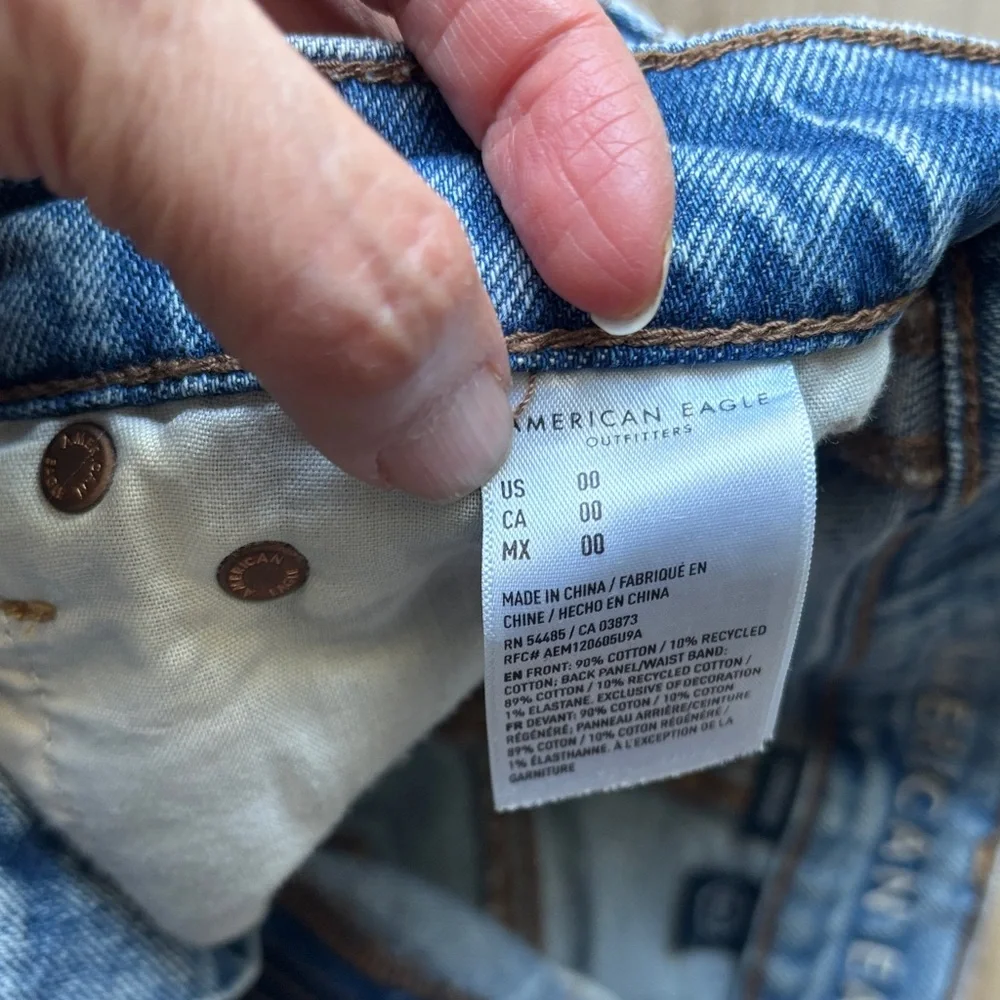 AMERICAN EAGLE
OUTFITTERS
US 00
CA 00
MX 00
MADE IN CHINA / FABRIQUÉ EN
CHINE / HECHO EN CHINA
RN 54485 / CA 03873
RFC# AEM120605U9A
EN FRONT: 90% COTTON / 10% RECYCLED
COTTON; BACK PANEL/WAIST BAND:
89% COTTON / 10% RECYCLED COTTON /
1% ELASTANE. EXCLUSIVE OF DECORATION
FR DEVANT: 90% COTON / 10% COTON
RÉGÉNÉRÉ; PANNEAU ARRIÈRE/CEINTURE
89% COTON / 10% COTON RÉGÉNÉRÉ /
1% ÉLASTHANNE. À L'EXCEPTION DE LA
GARNITURE
AMERICAN
EAGLE
AMERICAN E